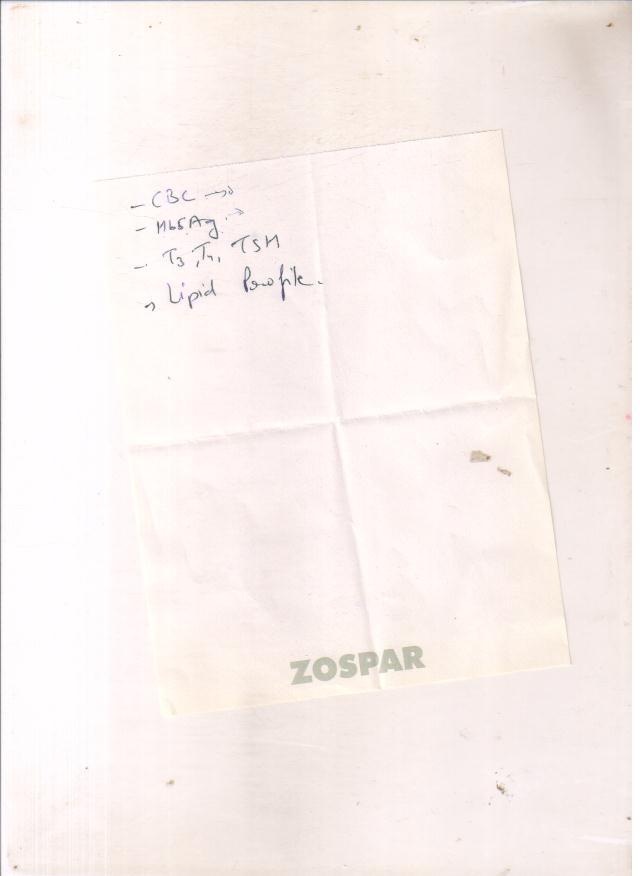 - CBC →
- HbsAg. →
- T3, T4, TSH
→ Lipid Profile.
ZOSPAR